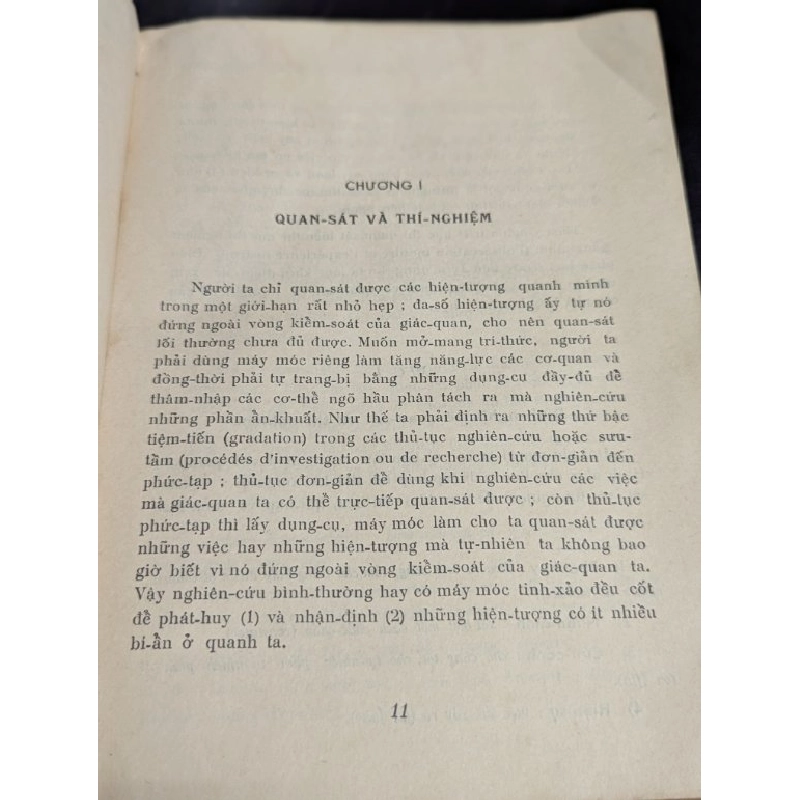 CHƯƠNG I
QUAN-SÁT VÀ THÍ-NGHIỆM
Người ta chỉ quan-sát được các hiện-tượng quanh mình
trong một giới-hạn rất nhỏ hẹp ; đa-số hiện-tượng ấy tự nó
đứng ngoài vòng kiểm-soát của giác-quan, cho nên quan-sát
lối thường chưa đủ được. Muốn mở-mang tri-thức, người ta
phải dùng máy móc riêng làm tăng năng-lực các cơ-quan và
đồng-thời phải tự trang-bị bằng những dụng-cu đầy-đủ để
thâm-nhập các cơ-thể ngõ hầu phân tách ra mà nghiên-cứu
những phần ẩn-khuất. Như thế ta phải định ra những thứ bậc
tiệm-tiến (gradation) trong các thủ-tục nghiên-cứu hoặc sưu-
tầm (procédés d'investigation ou de recherche) từ đơn-giản đến
phức-tạp ; thủ-tục đơn-giản để dùng khi nghiên-cứu các việc
mà giác-quan ta có thể trực-tiếp quan-sát được ; còn thủ-tục
phức-tạp thì lấy dụng-cụ, máy móc làm cho ta quan-sát được
những việc hay những hiện-tượng mà tự-nhiên ta không bao
giờ biết vì nó đứng ngoài vòng kiểm-soát của giác-quan ta.
Vậy nghiên-cứu bình-thường hay có máy móc tinh-xảo đều cốt
để phát-huy (1) và nhận-định (2) những hiện-tượng có ít nhiều
bí-ẩn ở quanh ta.
11